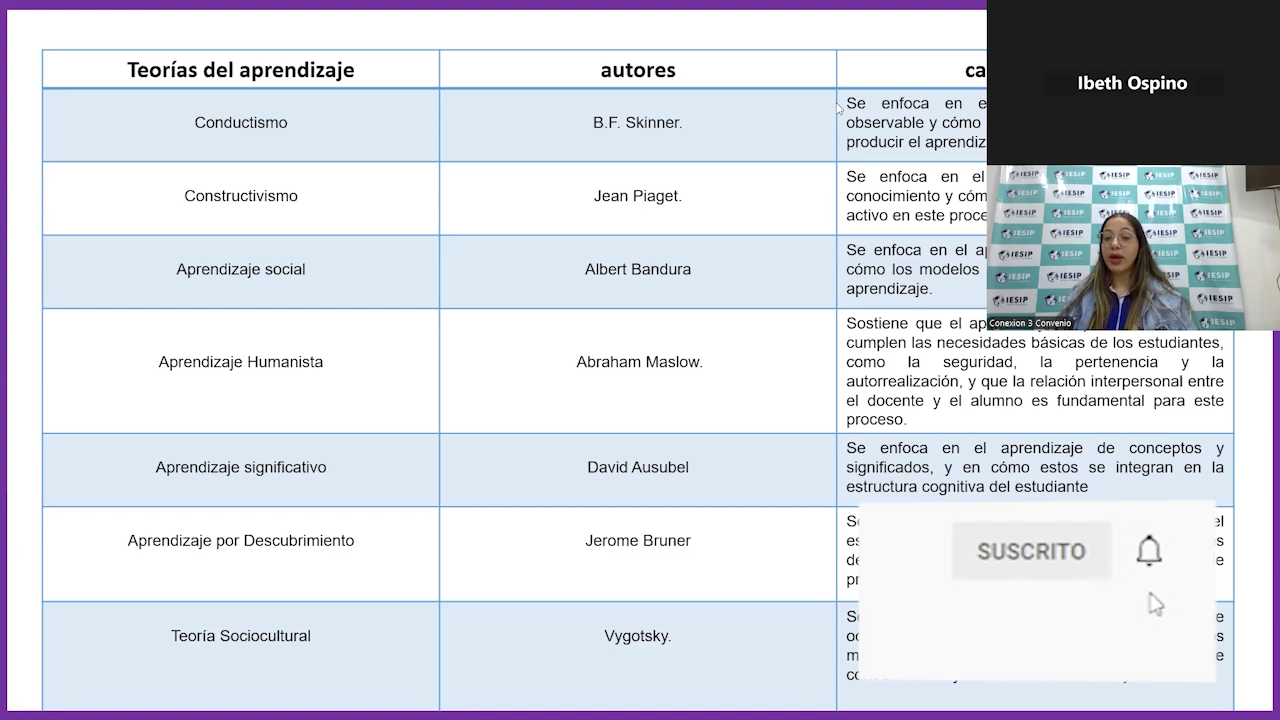 Teorías del aprendizaje
autores
Conductismo
B.F. Skinner.
Se enfoca en
observable y cómo
producir el
Constructivismo
Jean Piaget.
Se enfoca en el
conocimiento y
activo en este
Aprendizaje social
Albert Bandura
Se enfoca en el
cómo los modelos
aprendizaje.
Aprendizaje Humanista
Abraham Maslow.
Sostiene que el
cumplen las necesidades básicas de los estudiantes,
como la seguridad, la pertenencia y la
autorrealización, y que la relación interpersonal entre
el docente y el alumno es fundamental para este
proceso.
Aprendizaje significativo
David Ausubel
Se enfoca en el aprendizaje de conceptos y
significados, y en cómo estos se integran en la
estructura cognitiva del estudiante
Aprendizaje por Descubrimiento
Jerome Bruner
Teoría Sociocultural
Vygotsky.
Ibeth Ospino
IESIP
Conexion 3 Convenio
SUSCRITO